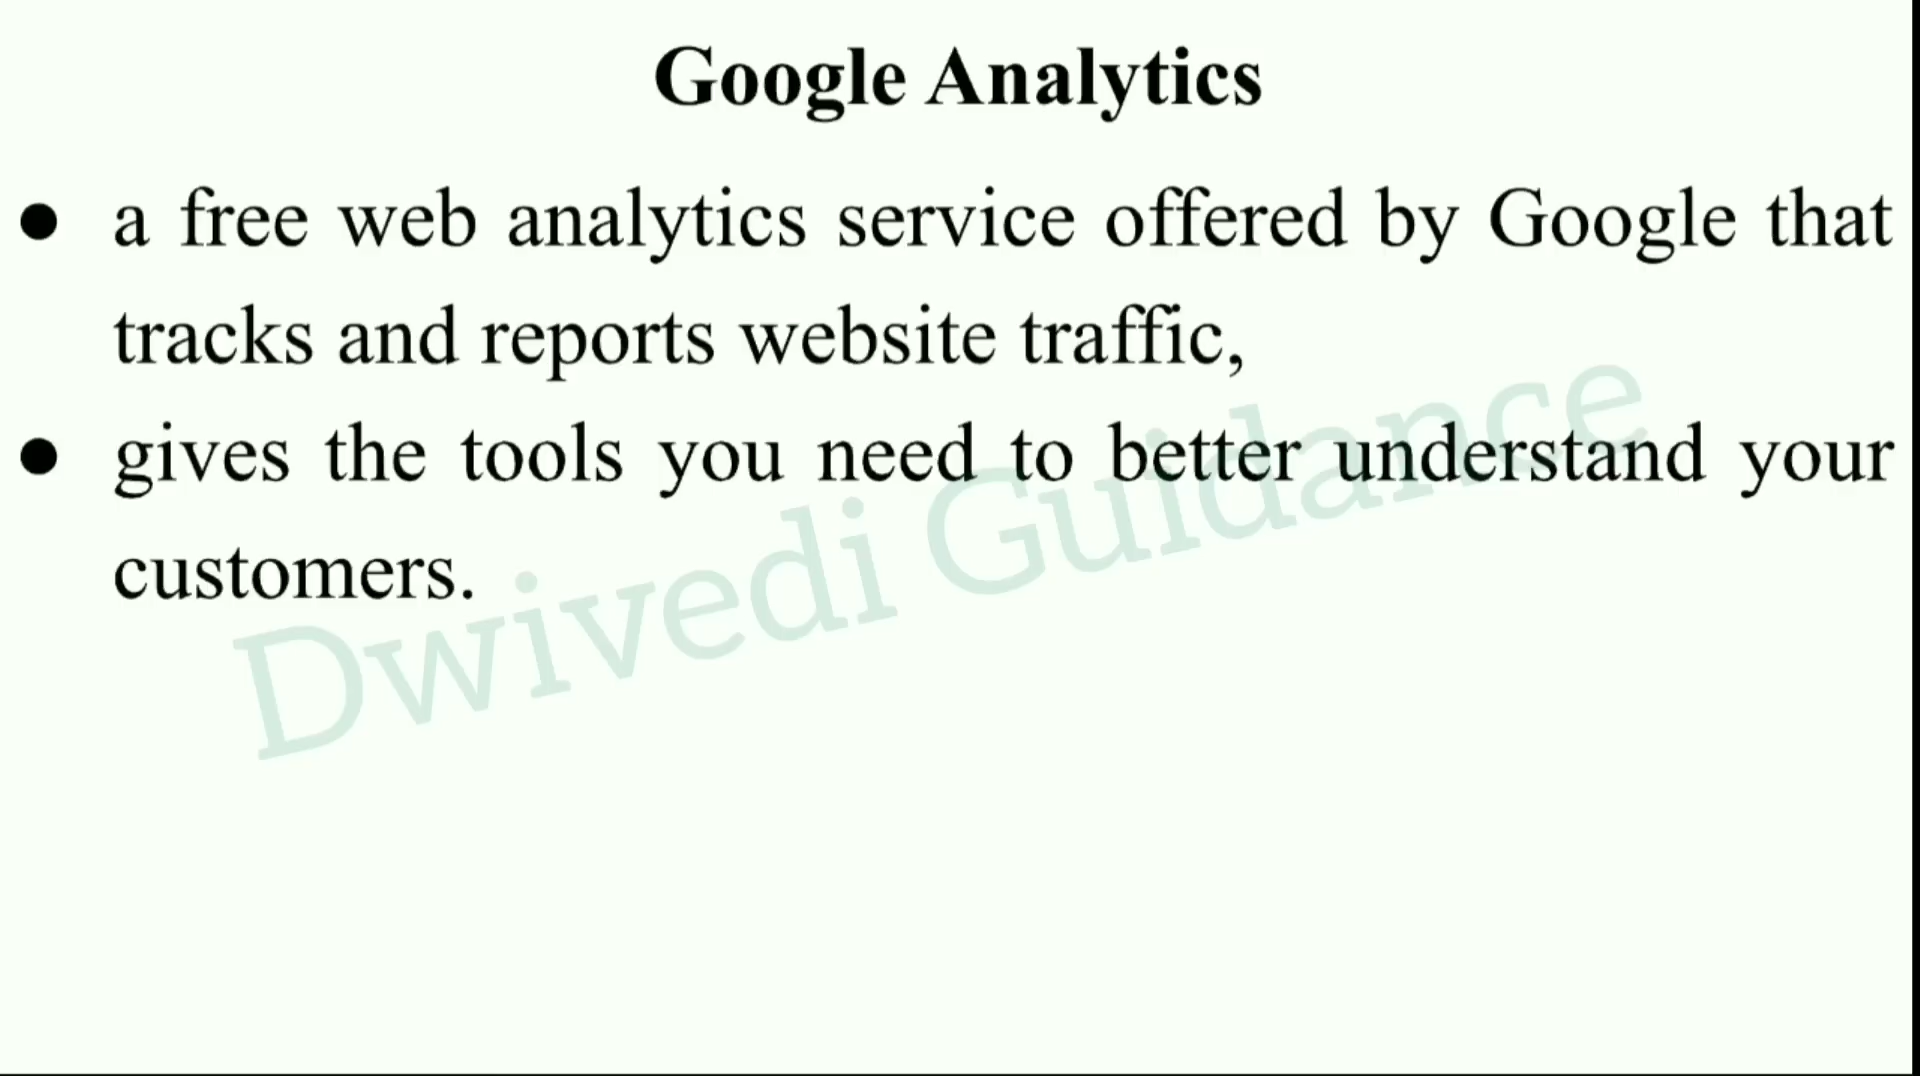 Google Analytics
● a free web analytics service offered by Google that
tracks and reports website traffic,
● gives the tools you need to better understand your
customers.
Dwivedi Guidance